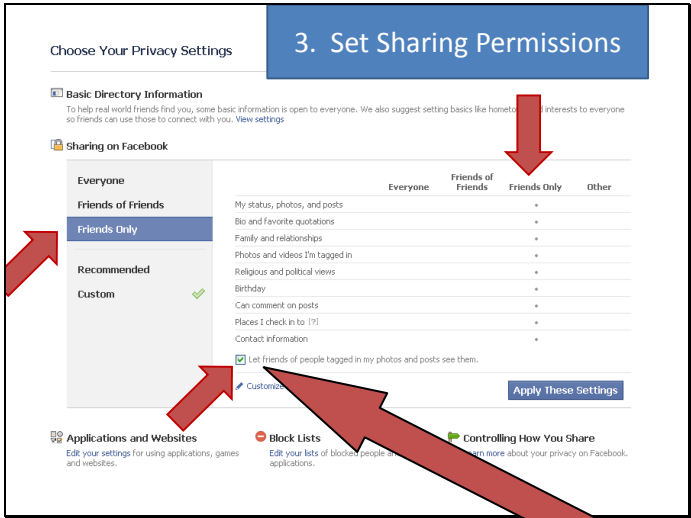 3. Set Sharing Permissions
Choose Your Privacy Settings
Basic Directory Information
To help real world friends find you, some basic information is open to everyone. We also suggest setting basics like interests to everyone
so friends can use those to connect with you. View settings
Sharing on Facebook
Everyone
Friends of Friends
Friends Only
Recommended
Custom
Everyone Friends of Friends Friends Only Other
My status, photos, and posts
Bio and favorite quotations
Family and relationships
Photos and videos I'm tagged in
Religious and political views
Birthday
Can comment on posts
Places I check in to [?]
Contact information
Let friends of people tagged in my photos and posts see them.
Customize
Apply These Settings
Applications and Websites
Edit your settings for using applications, games
and websites.
Block Lists
Edit your lists of blocked people
applications.
Controlling How You Share
more about your privacy on Facebook.